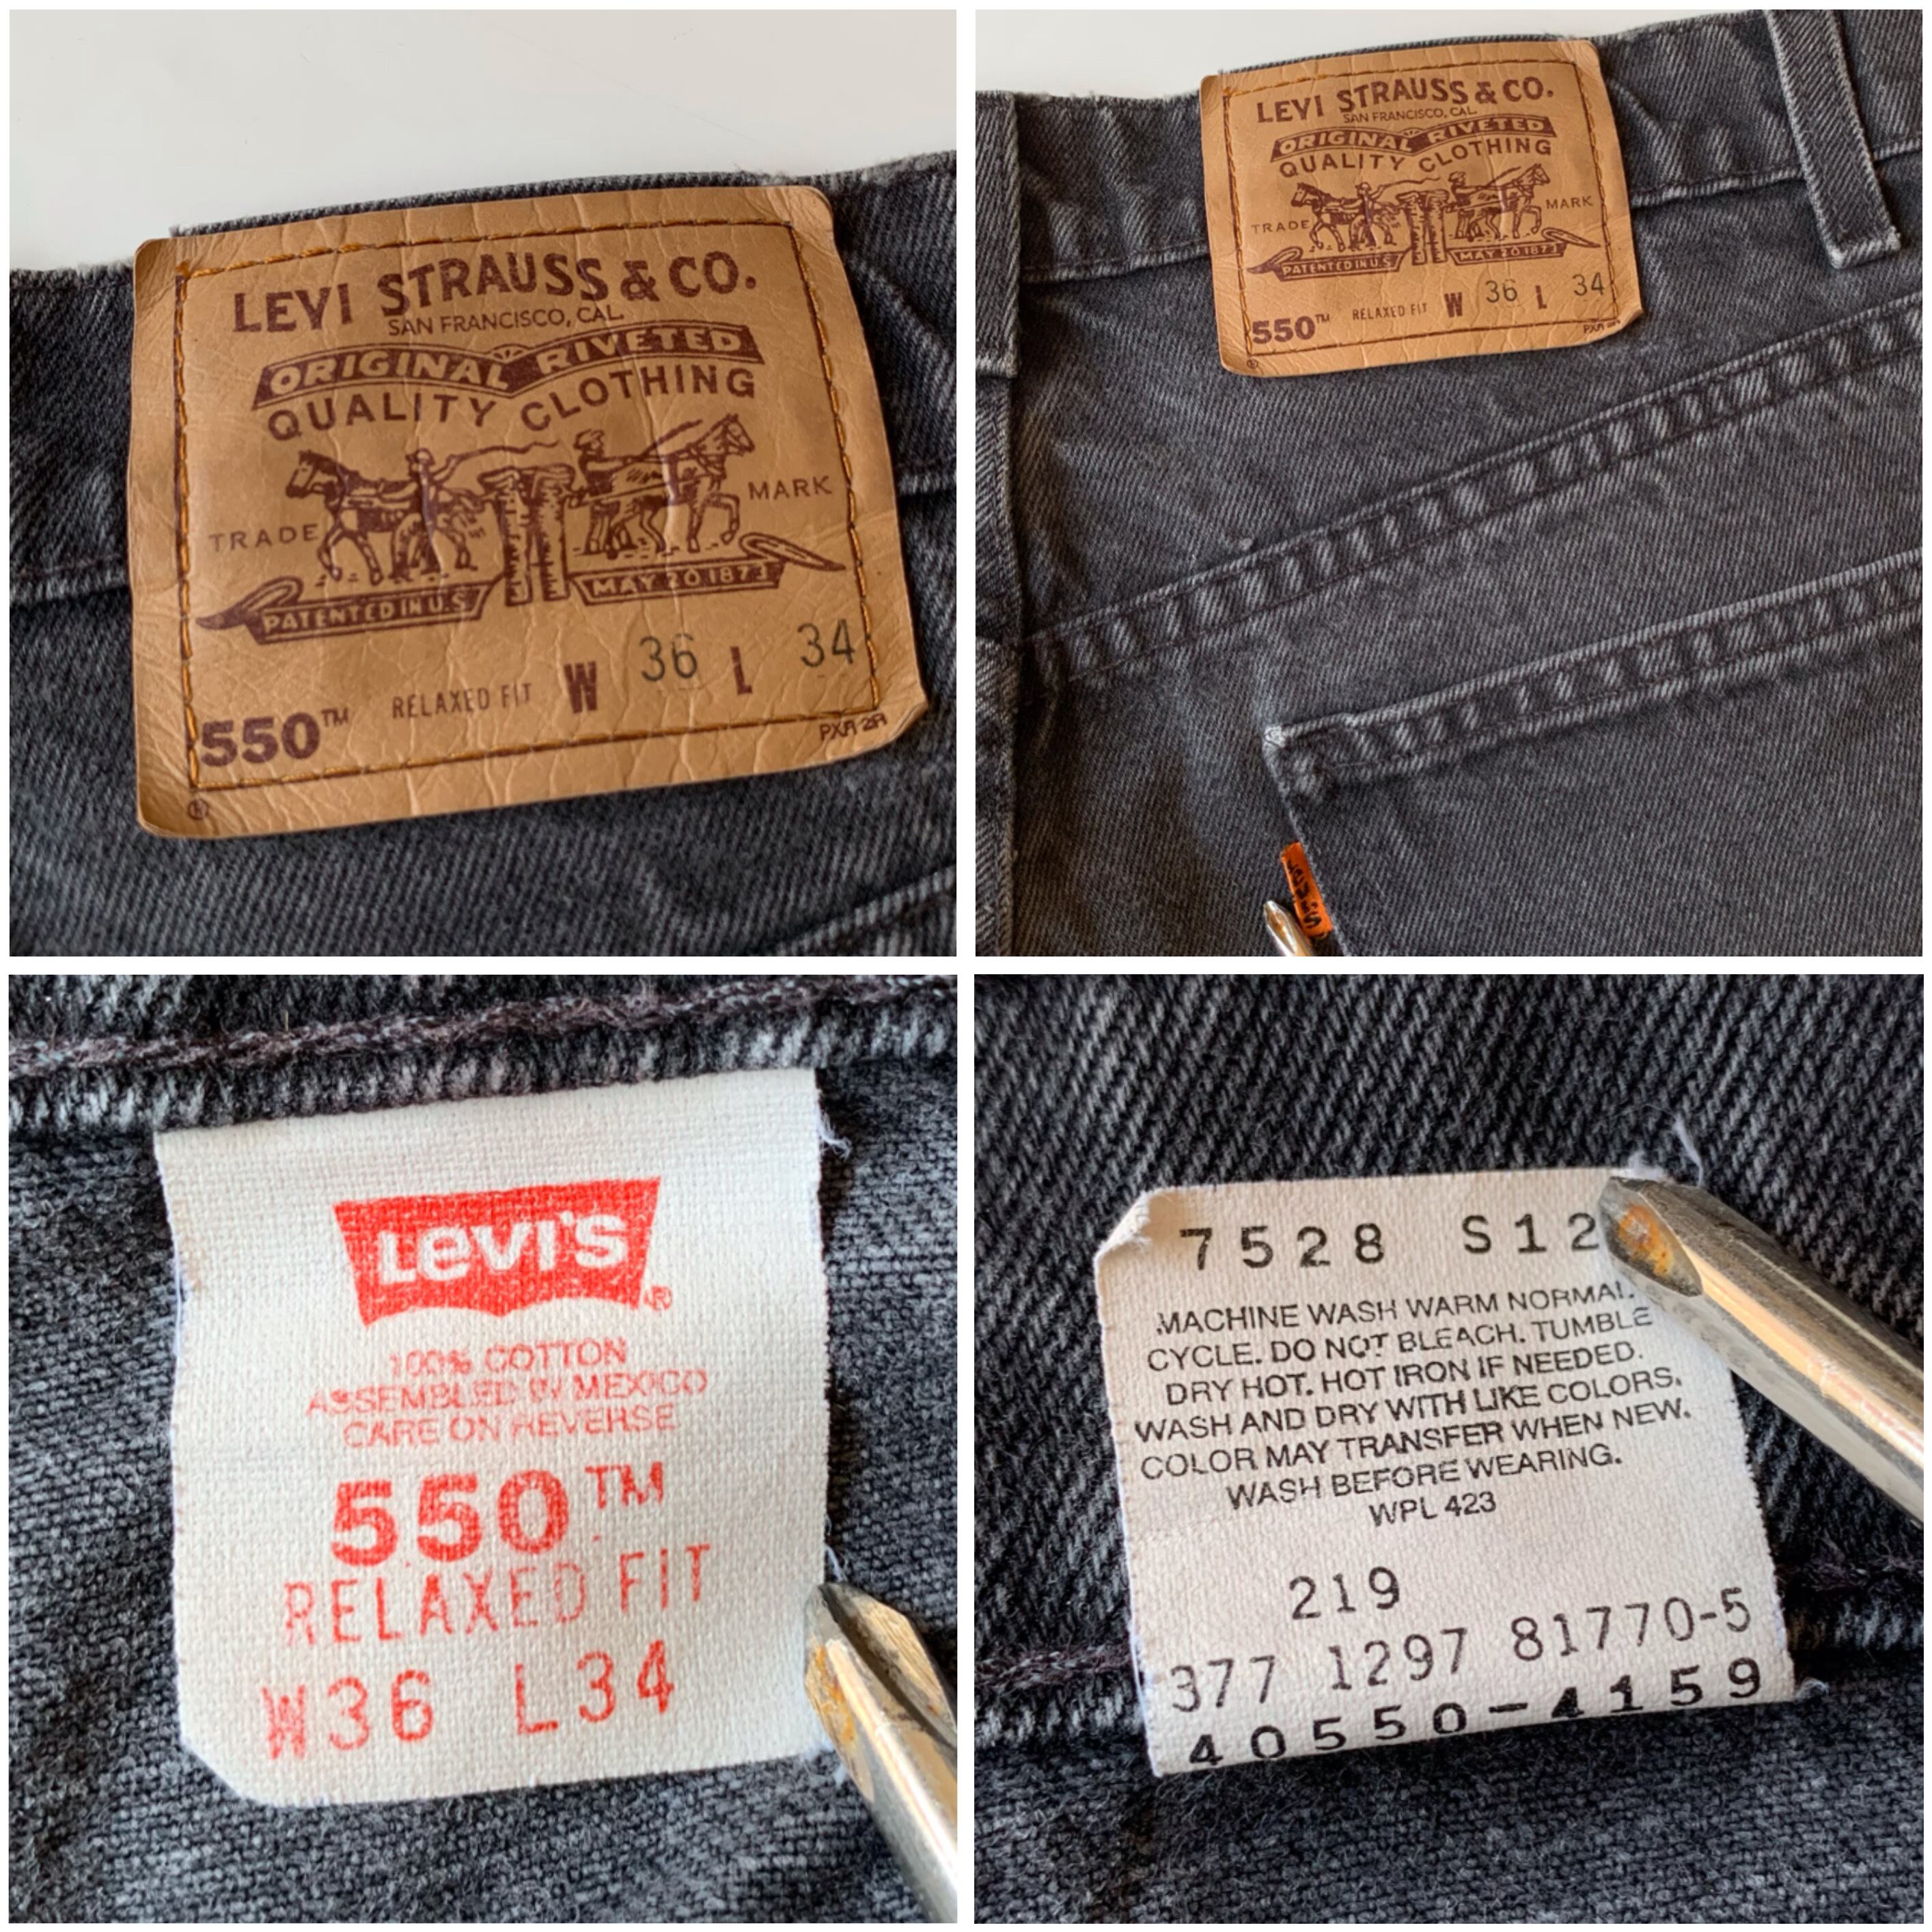 LEVI STRAUSS & CO.
SAN FRANCISCO, CAL.
ORIGINAL RIVETED
QUALITY CLOTHING
TRADE MARK
PATENTED IN U.S.
MAY 20 1873
550™ RELAXED FIT W 36 L 34
®
LEVI STRAUSS & CO.
SAN FRANCISCO, CAL.
ORIGINAL RIVETED
QUALITY CLOTHING
TRADE MARK
PATENTED IN U.S.
MAY 20 1873
550™ RELAXED FIT W 36 L 34
®
LEVI'S
LEVI'S®
100% COTTON
ASSEMBLED IN MEXICO
CARE ON REVERSE
550™
RELAXED FIT
W36 L34
7528 S12
MACHINE WASH WARM NORMAL
CYCLE. DO NOT BLEACH. TUMBLE
DRY HOT. HOT IRON IF NEEDED.
WASH AND DRY WITH LIKE COLORS.
COLOR MAY TRANSFER WHEN NEW.
WASH BEFORE WEARING.
WPL 423
219
377 1297 81770-5
40550-4159